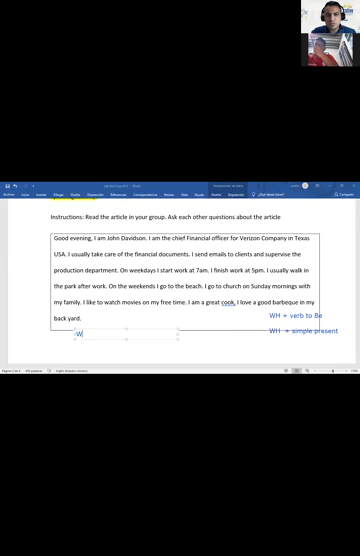 Instructions: Read the article in your group. Ask each other questions about the article
Good evening, I am John Davidson. I am the chief Financial officer for Verizon Company in Texas
USA. I usually take care of the financial documents. I send emails to clients and supervise the
production department. On weekdays I start work at 7am. I finish work at 5pm. I usually walk in
the park after work. On the weekends I go to the beach. I go to church on Sunday mornings with
my family. I like to watch movies on my free time. I am a great cook, I love a good barbeque in my
back yard.
WH + verb to Be
WH + simple present
W